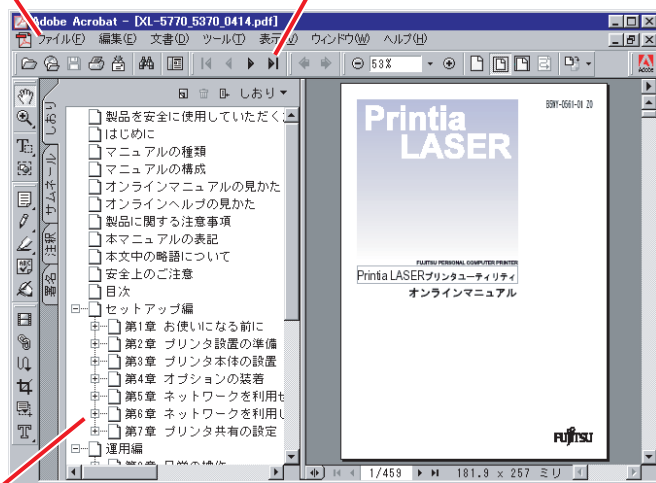 Adobe Acrobat - [XL-5770_5370_0414.pdf]
ファイル(F) 編集(E) 文書(D) ツール(T) 表示(V) ウィンドウ(W) ヘルプ(H)
53%
しおり
しおり
サムネール
注釈
署名
製品を安全に使用していただく
はじめに
マニュアルの種類
マニュアルの構成
オンラインマニュアルの見かた
オンラインヘルプの見かた
製品に関する注意事項
本マニュアルの表記
本文中の略語について
安全上のご注意
目次
セットアップ編
第1章 お使いになる前に
第2章 プリンタ設置の準備
第3章 プリンタ本体の設置
第4章 オプションの装着
第5章 ネットワークを利用せ
第6章 ネットワークを利用し
第7章 プリンタ共有の設定
運用編
B5WY-0561-01 Z0
Printia
LASER
FUJITSU PERSONAL COMPUTER PRINTER
Printia LASERプリンタユーティリティ
オンラインマニュアル
FUJITSU
1/459 181.9 x 257 ミリ